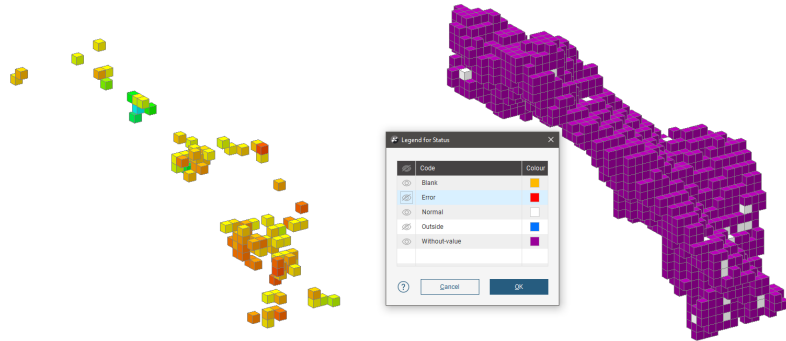 Legend for Status
Code Colour
Blank
Error
Normal
Outside
Without-value
? Cancel OK